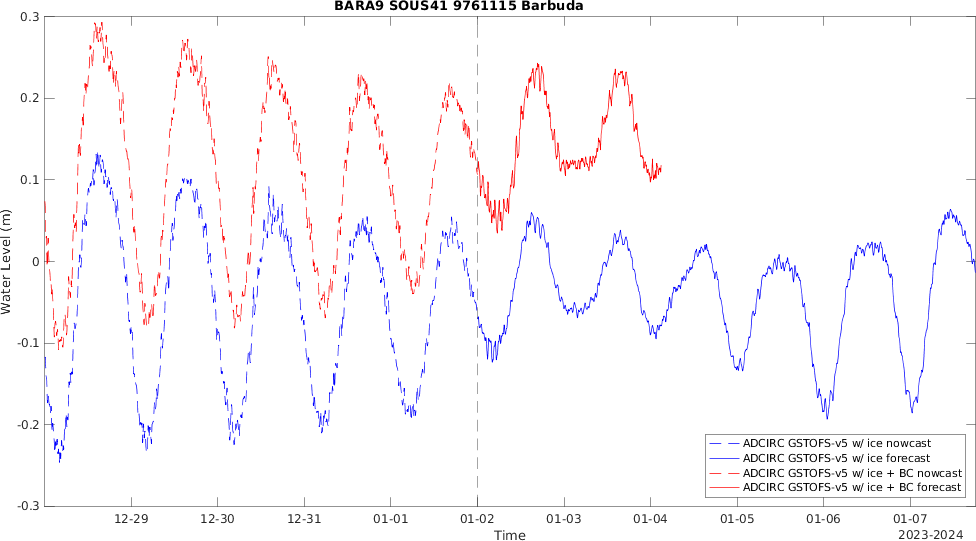 BARA9 SOUS41 9761115 Barbuda
0.3
0.2
0.1
0
-0.1
-0.2
-0.3
Water Level (m)
ADCIRC GSTOFS-v5 w/ ice nowcast
ADCIRC GSTOFS-v5 w/ ice forecast
ADCIRC GSTOFS-v5 w/ ice + BC nowcast
ADCIRC GSTOFS-v5 w/ ice + BC forecast
12-29 12-30 12-31 01-01 01-02 01-03 01-04 01-05 01-06 01-07
Time
2023-2024